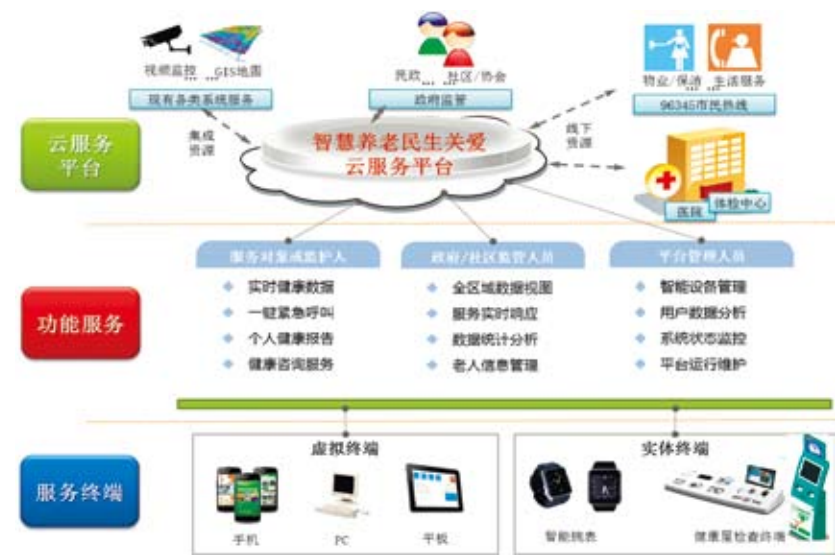 视频监控 ... GIS地图
现有各类系统服务
民政 ... 社区/协会
政府监管
物业/保洁 ... 生活服务
96345市民热线
云服务
平台
集成
资源
智慧养老民生关爱
云服务平台
线下
资源
医院
体检中心
功能服务
服务对象或监护人
实时健康数据
一键紧急呼叫
个人健康报告
健康咨询服务
政府/社区监管人员
全区域数据视图
服务实时响应
数据统计分析
老人信息管理
平台管理人员
智能设备管理
用户数据分析
系统状态监控
平台运行维护
服务终端
虚拟终端
手机
PC
平板
实体终端
智能腕表
健康屋检查终端